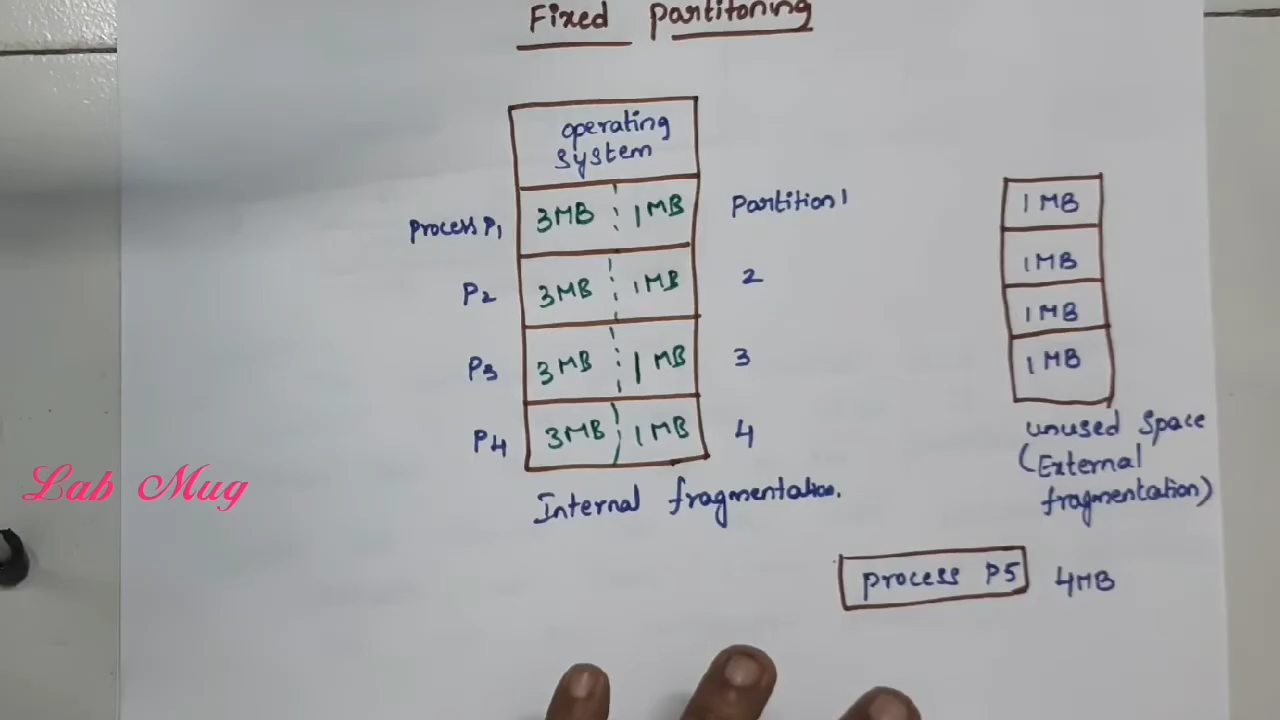 Fixed Partitoning
operating
system
process P1
3MB
1MB
Partition 1
P2
3MB
1MB
2
P3
3MB
1MB
3
P4
3MB
1MB
4
Internal fragmentation.
1MB
1MB
1MB
1MB
unused space
(External
fragmentation)
process P5
4MB
Lab Mug